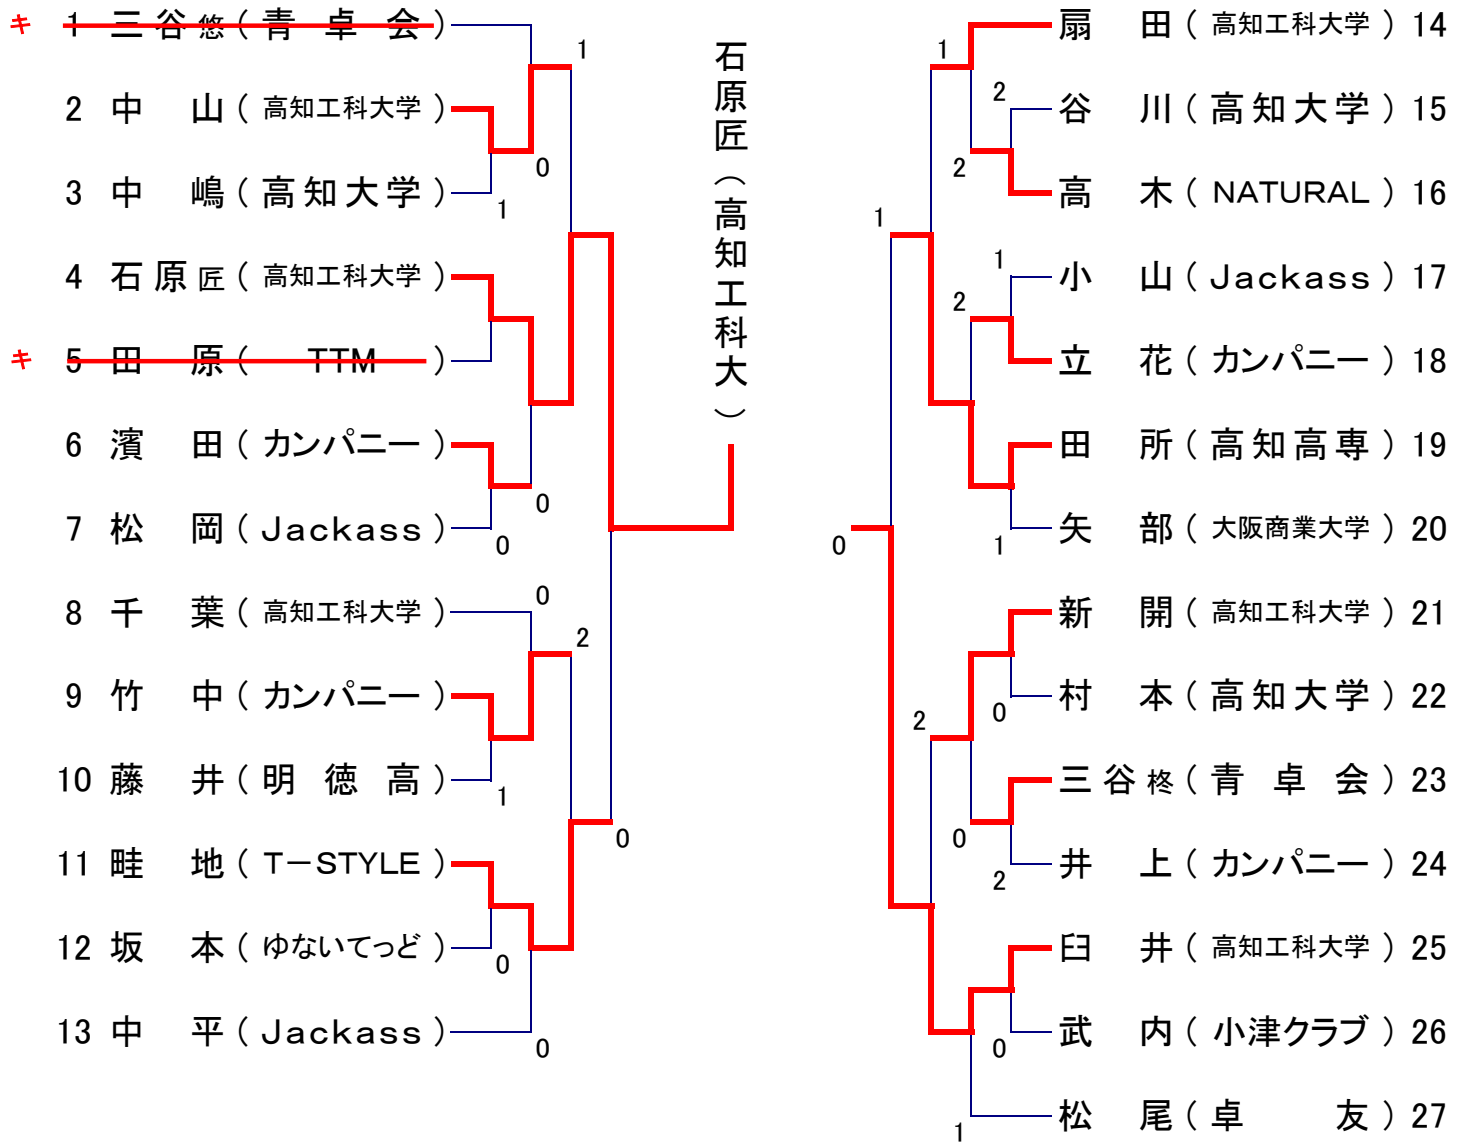 キ 1 三谷悠(青卓会)
2 中山(高知工科大学)
3 中嶋(高知大学)
4 石原匠(高知工科大学)
キ 5 田原(TTM)
6 濱田(カンパニー)
7 松岡(Jackass)
8 千葉(高知工科大学)
9 竹中(カンパニー)
10 藤井(明徳高)
11 畦地(T-STYLE)
12 坂本(ゆないてっど)
13 中平(Jackass)
1
0
1
0
0
0
2
1
0
0
0
石原匠(高知工科大)
扇田(高知工科大学) 14
谷川(高知大学) 15
高木(NATURAL) 16
小山(Jackass) 17
立花(カンパニー) 18
田所(高知高専) 19
矢部(大阪商業大学) 20
新開(高知工科大学) 21
村本(高知大学) 22
三谷柊(青卓会) 23
井上(カンパニー) 24
臼井(高知工科大学) 25
武内(小津クラブ) 26
松尾(卓友) 27
1
2
2
1
1
2
0
1
0
2
0
2
0
1